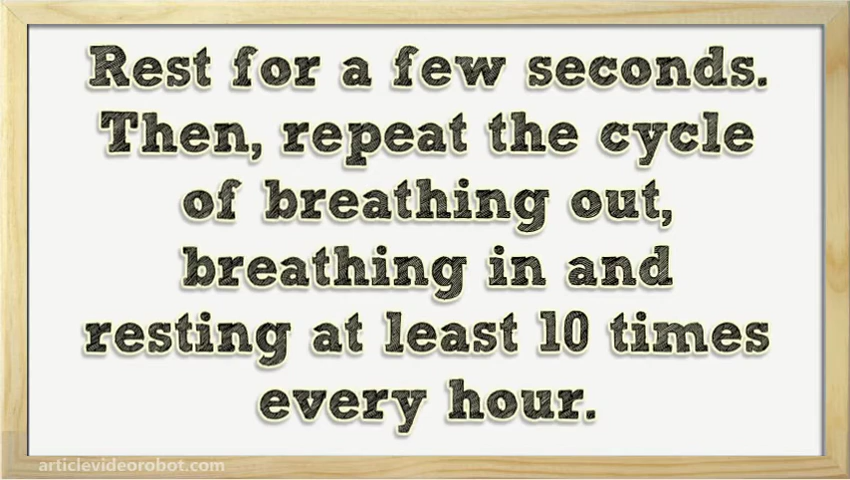 Rest for a few seconds.
Then, repeat the cycle
of breathing out,
breathing in and
resting at least 10 times
every hour.
articlevideorobot.com